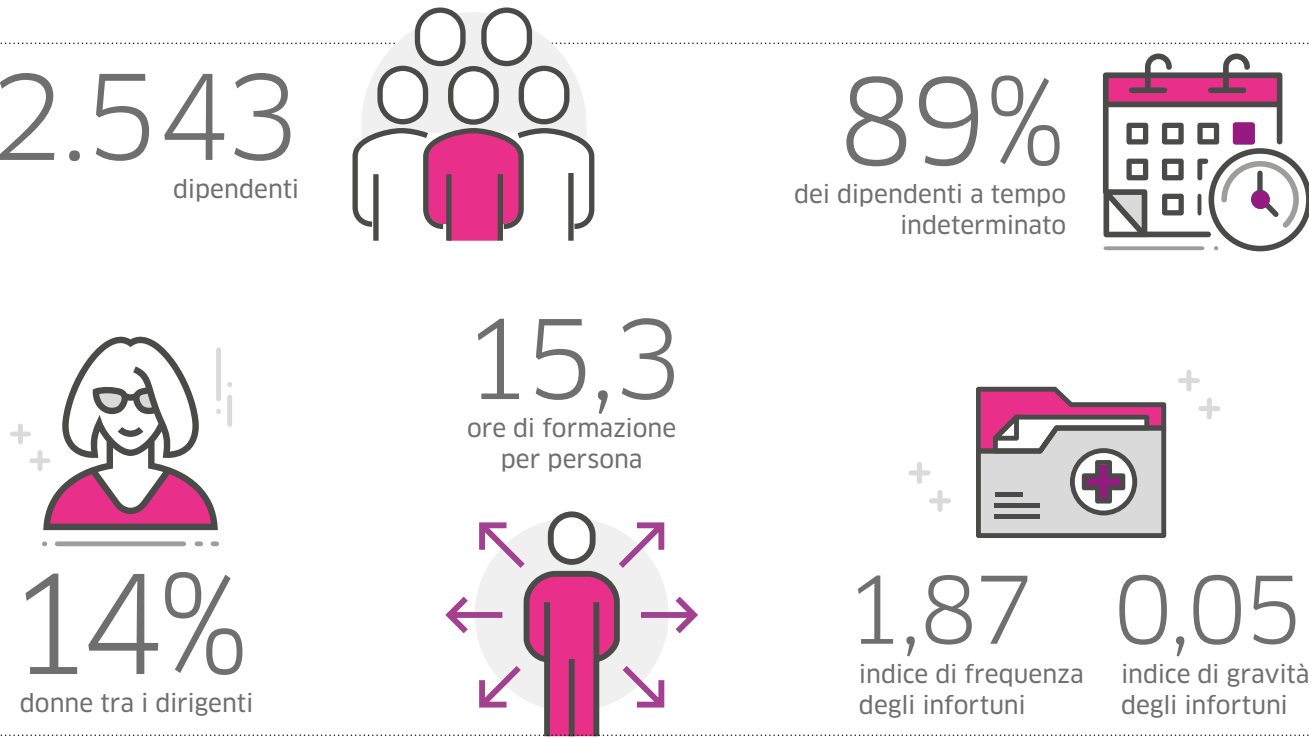 2.543
dipendenti
89%
dei dipendenti a tempo
indeterminato
15,3
ore di formazione
per persona
14%
donne tra i dirigenti
1,87
indice di frequenza
degli infortuni
0,05
indice di gravità
degli infortuni